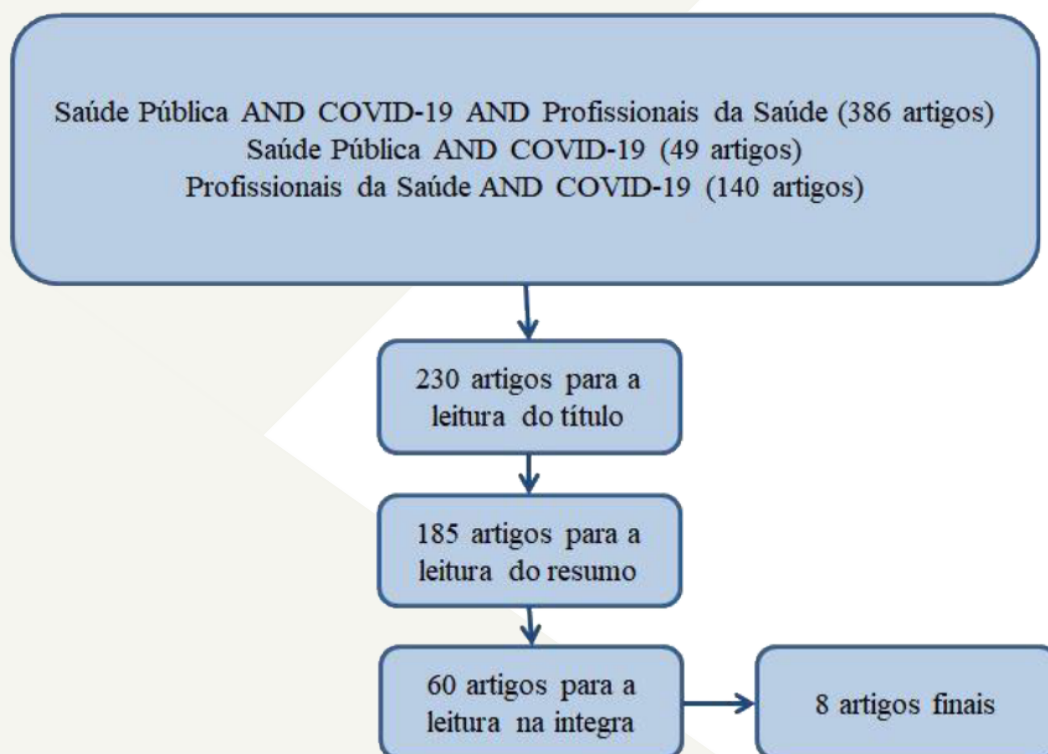 Saúde Pública AND COVID-19 AND Profissionais da Saúde (386 artigos)
Saúde Pública AND COVID-19 (49 artigos)
Profissionais da Saúde AND COVID-19 (140 artigos)
230 artigos para a
leitura do título
185 artigos para a
leitura do resumo
60 artigos para a
leitura na integra
8 artigos finais